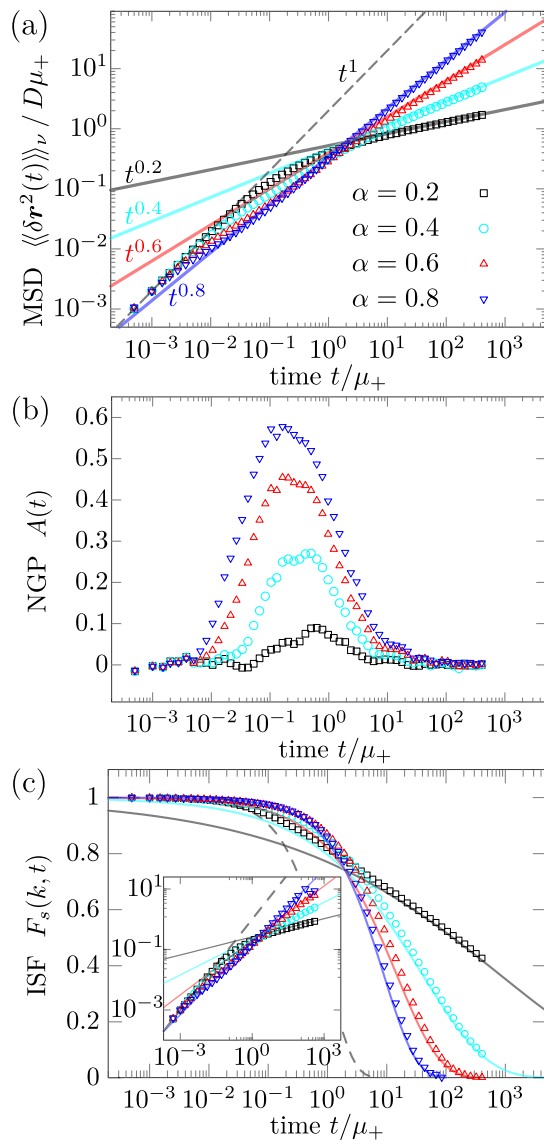 (a)
MSD ⟨⟨δr²(t)⟩⟩ᵥ / Dμ₊
10¹
10⁰
10⁻¹
10⁻²
10⁻³
t¹
t⁰·²
t⁰·⁴
t⁰·⁶
t⁰·⁸
α = 0.2
α = 0.4
α = 0.6
α = 0.8
10⁻³ 10⁻² 10⁻¹ 10⁰ 10¹ 10² 10³
time t/μ₊
(b)
NGP A(t)
0.6
0.5
0.4
0.3
0.2
0.1
0
10⁻³ 10⁻² 10⁻¹ 10⁰ 10¹ 10² 10³
time t/μ₊
(c)
ISF Fₛ(k, t)
1
0.8
0.6
0.4
0.2
0
10¹
10⁻¹
10⁻³
10⁻³ 10⁰ 10³
10⁻³ 10⁻² 10⁻¹ 10⁰ 10¹ 10² 10³
time t/μ₊